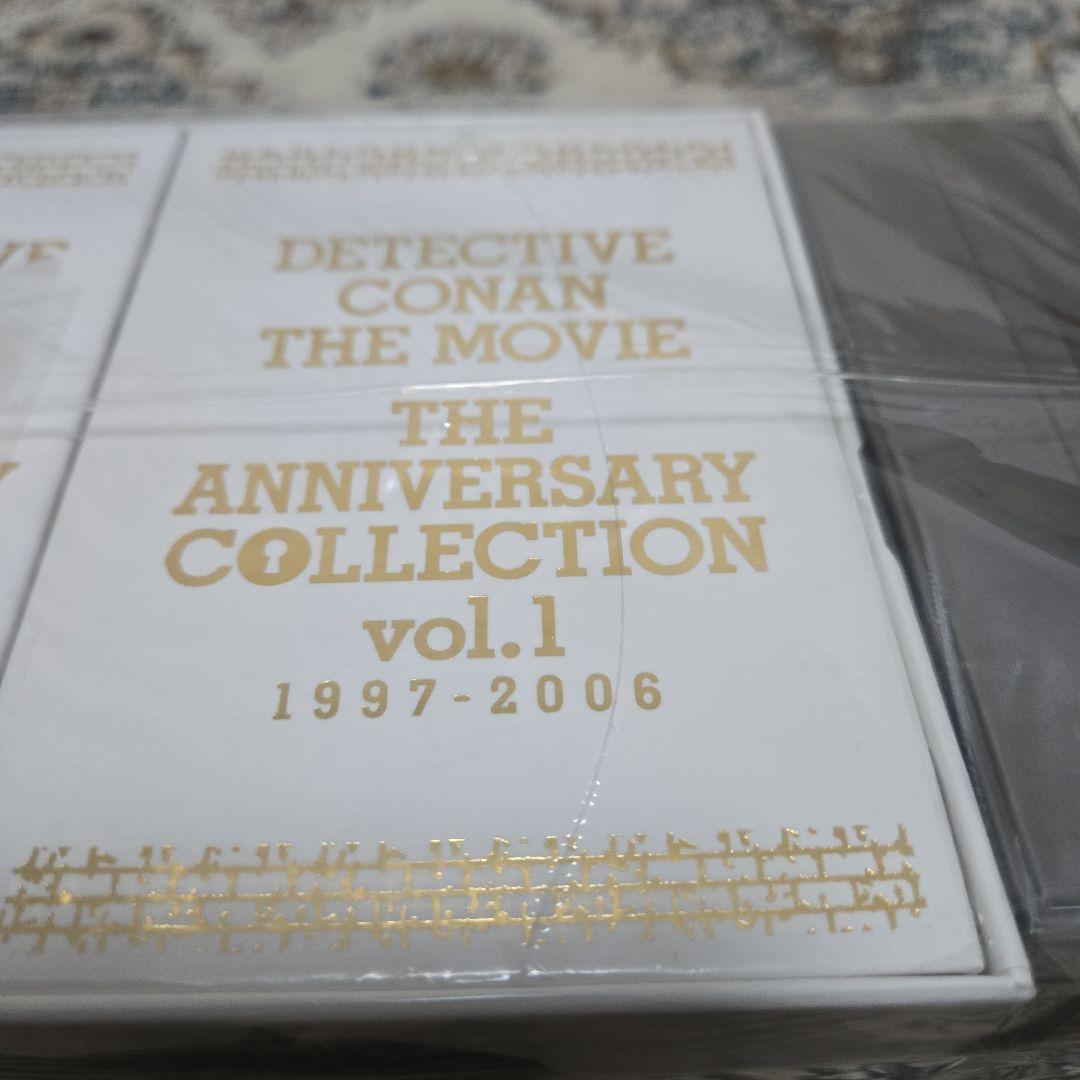 DETECTIVE
CONAN
THE MOVIE
THE
ANNIVERSARY
COLLECTION
vol.1
1997-2006